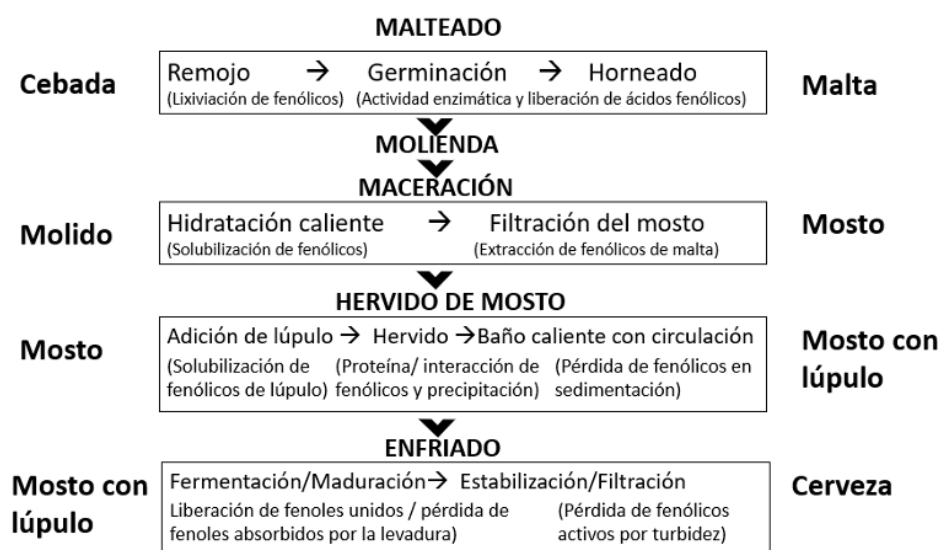 MALTEADO
Cebada
Remojo → Germinación → Horneado
(Lixiviación de fenólicos) (Actividad enzimática y liberación de ácidos fenólicos)
Malta
MOLIENDA
MACERACIÓN
Molido
Hidratación caliente → Filtración del mosto
(Solubilización de fenólicos) (Extracción de fenólicos de malta)
Mosto
HERVIDO DE MOSTO
Mosto
Adición de lúpulo → Hervido → Baño caliente con circulación
(Solubilización de (Proteína/ interacción de (Pérdida de fenólicos en
fenólicos de lúpulo) fenólicos y precipitación) sedimentación)
Mosto con
lúpulo
ENFRIADO
Mosto con
lúpulo
Fermentación/Maduración → Estabilización/Filtración
Liberación de fenoles unidos / pérdida de (Pérdida de fenólicos
fenoles absorbidos por la levadura) activos por turbidez)
Cerveza